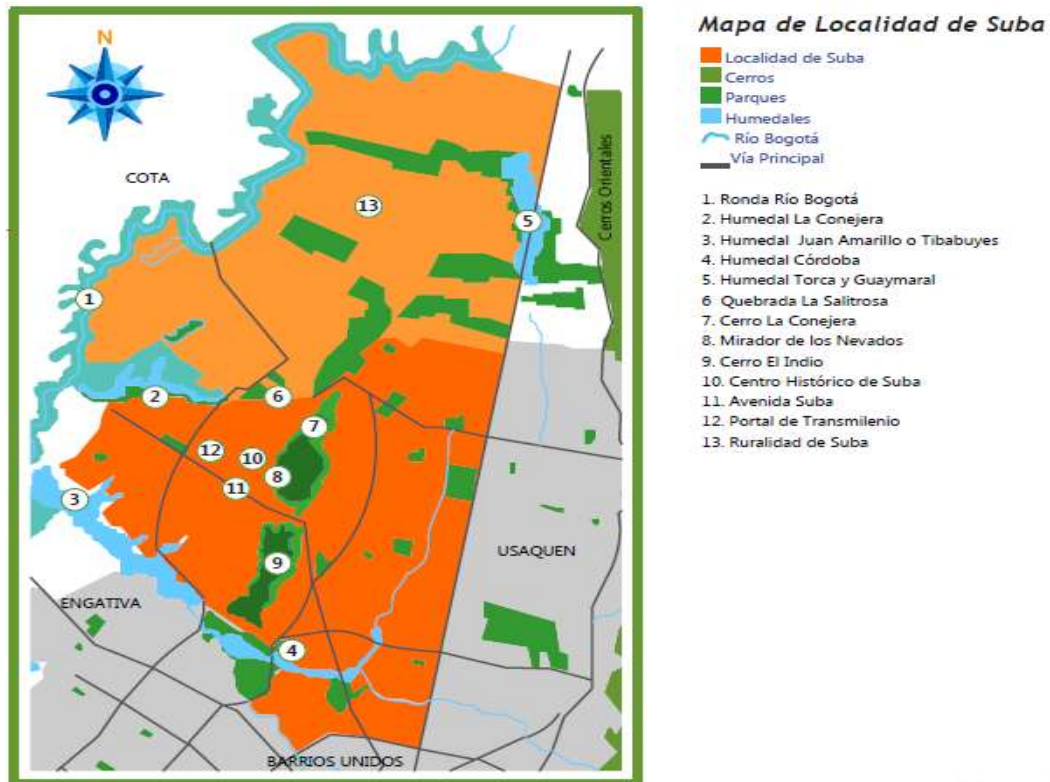 Mapa de Localidad de Suba
Localidad de Suba
Cerros
Parques
Humedales
Río Bogotá
Vía Principal
1. Ronda Río Bogotá
2. Humedal La Conejera
3. Humedal Juan Amarillo o Tibabuyes
4. Humedal Córdoba
5. Humedal Torca y Guaymaral
6 Quebrada La Salitrosa
7. Cerro La Conejera
8. Mirador de los Nevados
9. Cerro El Indio
10. Centro Histórico de Suba
11. Avenida Suba
12. Portal de Transmilenio
13. Ruralidad de Suba
N
COTA
Cerros Orientales
13
5
1
2
6
7
12
10
8
11
3
9
USAQUEN
ENGATIVA
4
BARRIOS UNIDOS